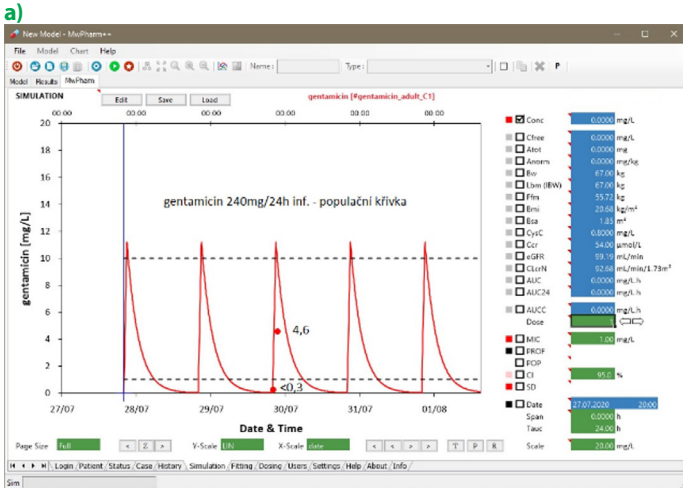 a)
New Model - MwPharm++
File Model Chart Help
Name: Type: P
Model Results MwPharm
SIMULATION Edit Save Load gentamicin [#gentamicin_adult_C1]
00:00 00:00 00:00 00:00 00:00 00:00
20
18
16
14
12
10
8
6
4
2
0
gentamicin [mg/L]
gentamicin 240mg/24h inf. - populační křivka
4,6
<0,3
27/07 28/07 29/07 30/07 31/07 01/08
Date & Time
Conc 0.0000 mg/L
Cfree 0.0000 mg/L
Atot 0.0000 mg
Anorm 0.0000 mg/kg
Bw 67.00 kg
Lbm (IBW) 67.00 kg
Ffm 55.72 kg
Bmi 20.68 kg/m²
Bsa 1.85 m²
CysC 0.8000 mg/L
Ccr 54.00 µmol/L
eGFR 59.19 mL/min
CLcrN 92.68 mL/min/1.73m²
AUC 0.0000 mg/L.h
AUC24 0.0000 mg/L.h
AUCC 0.0000 mg/L.h
Dose
MIC 1.00 mg/L
PROF
POP
CI 95.0 %
SD
Date 27.07.2020 20:00
Span 0.0000 h
Tauc 24.00 h
Page Size Full < Z > Y-Scale LIN X-Scale date < < > > T P R Scale 20.00 mg/L
Login Patient Status Case History Simulation Fitting Dosing Users Settings Help About Info
Sim